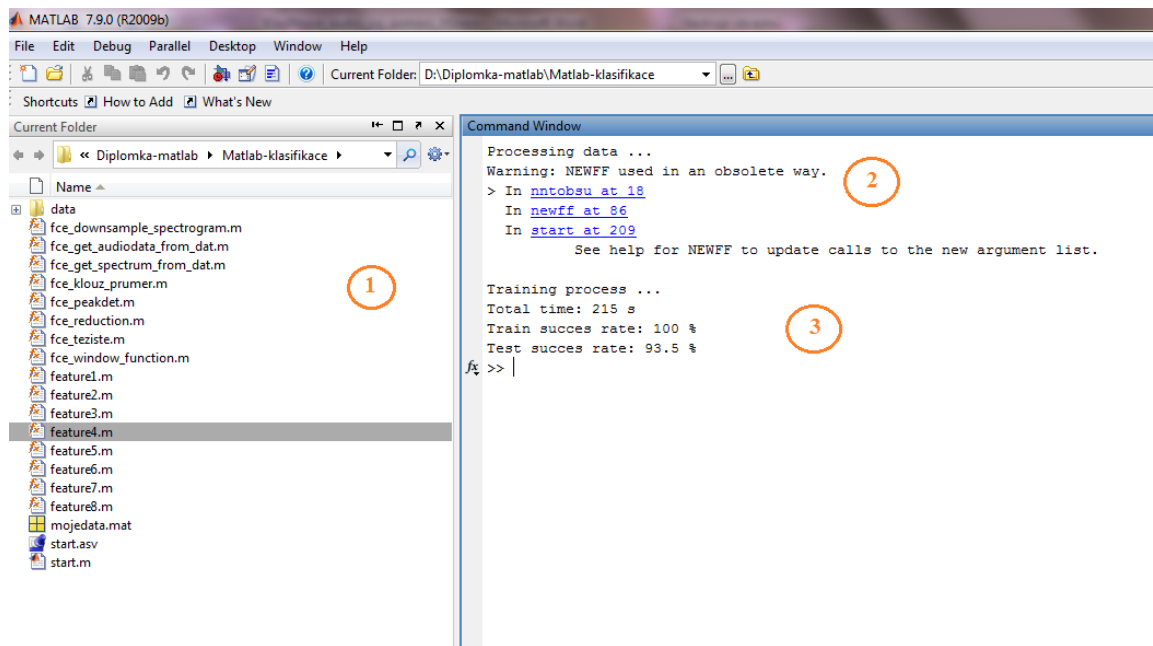 MATLAB 7.9.0 (R2009b)
File Edit Debug Parallel Desktop Window Help
Current Folder: D:\Diplomka-matlab\Matlab-klasifikace
Shortcuts How to Add What's New
Current Folder
« Diplomka-matlab Matlab-klasifikace
Name
data
fce_downsample_spectrogram.m
fce_get_audiodata_from_dat.m
fce_get_spectrum_from_dat.m
fce_klouz_prumer.m
fce_peakdet.m
fce_reduction.m
fce_teziste.m
fce_window_function.m
feature1.m
feature2.m
feature3.m
feature4.m
feature5.m
feature6.m
feature7.m
feature8.m
mojedata.mat
start.asv
start.m
1
Command Window
Processing data ...
Warning: NEWFF used in an obsolete way.
> In nntobsu at 18
In newff at 86
In start at 209
See help for NEWFF to update calls to the new argument list.
2
Training process ...
Total time: 215 s
Train succes rate: 100 %
Test succes rate: 93.5 %
3
fx >>